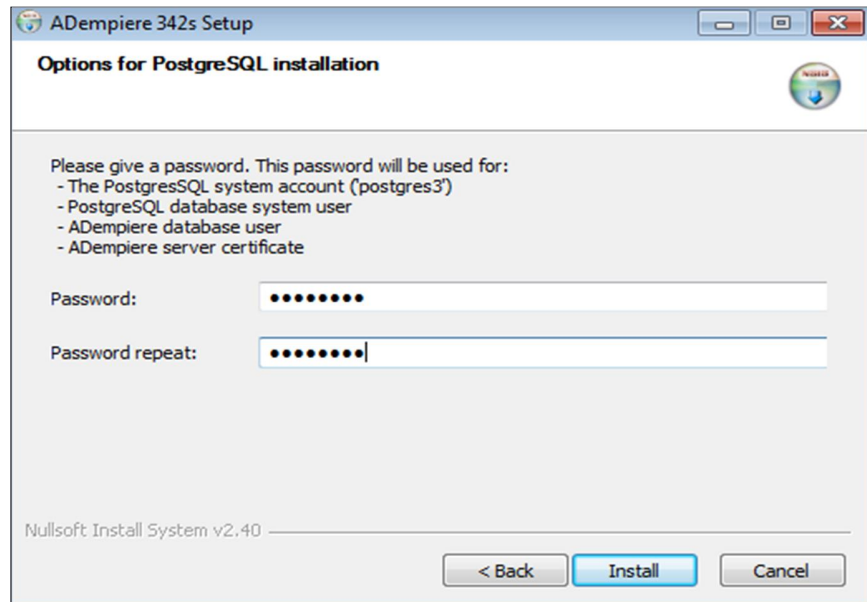 ADempiere 342s Setup
Options for PostgreSQL installation
Please give a password. This password will be used for:
- The PostgresSQL system account ('postgres3')
- PostgreSQL database system user
- ADempiere database user
- ADempiere server certificate
Password: ●●●●●●●●
Password repeat: ●●●●●●●●
Nullsoft Install System v2.40
< Back Install Cancel